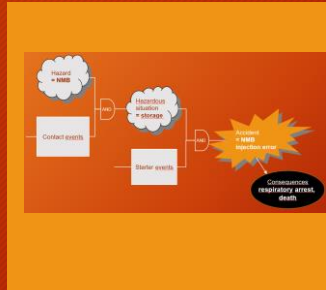 Hazard
= NMB
AND
Hazardous
situation
= storage
Contact events
AND
Accident
= NMB
injection error
Starter events
Consequences
respiratory arrest,
death